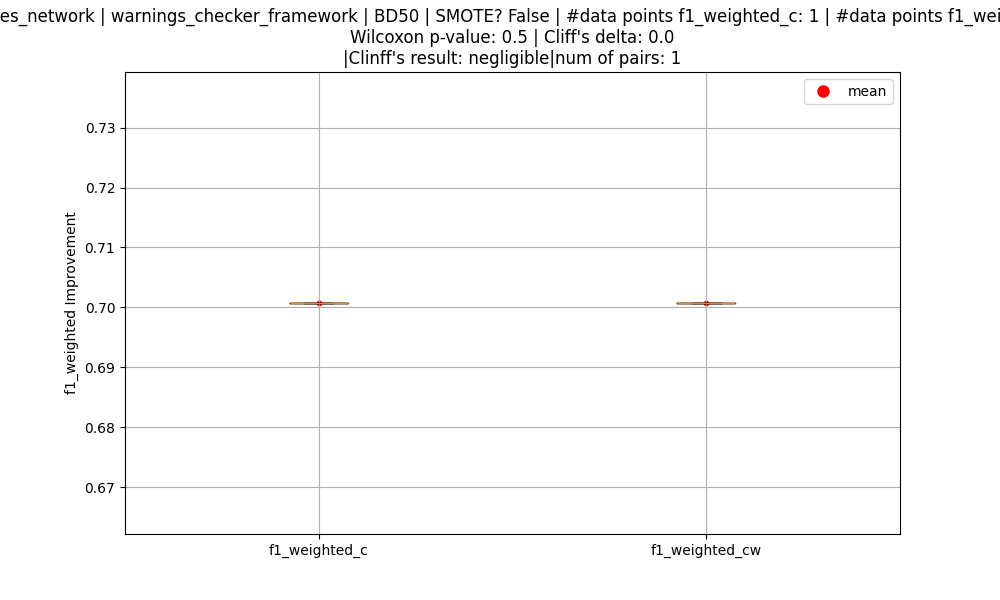 es_network | warnings_checker_framework | BD50 | SMOTE? False | #data points f1_weighted_c: 1 | #data points f1_wei
Wilcoxon p-value: 0.5 | Cliff's delta: 0.0
|Clinff's result: negligible|num of pairs: 1
mean
0.73
0.72
0.71
0.70
0.69
0.68
0.67
f1_weighted Improvement
f1_weighted_c
f1_weighted_cw